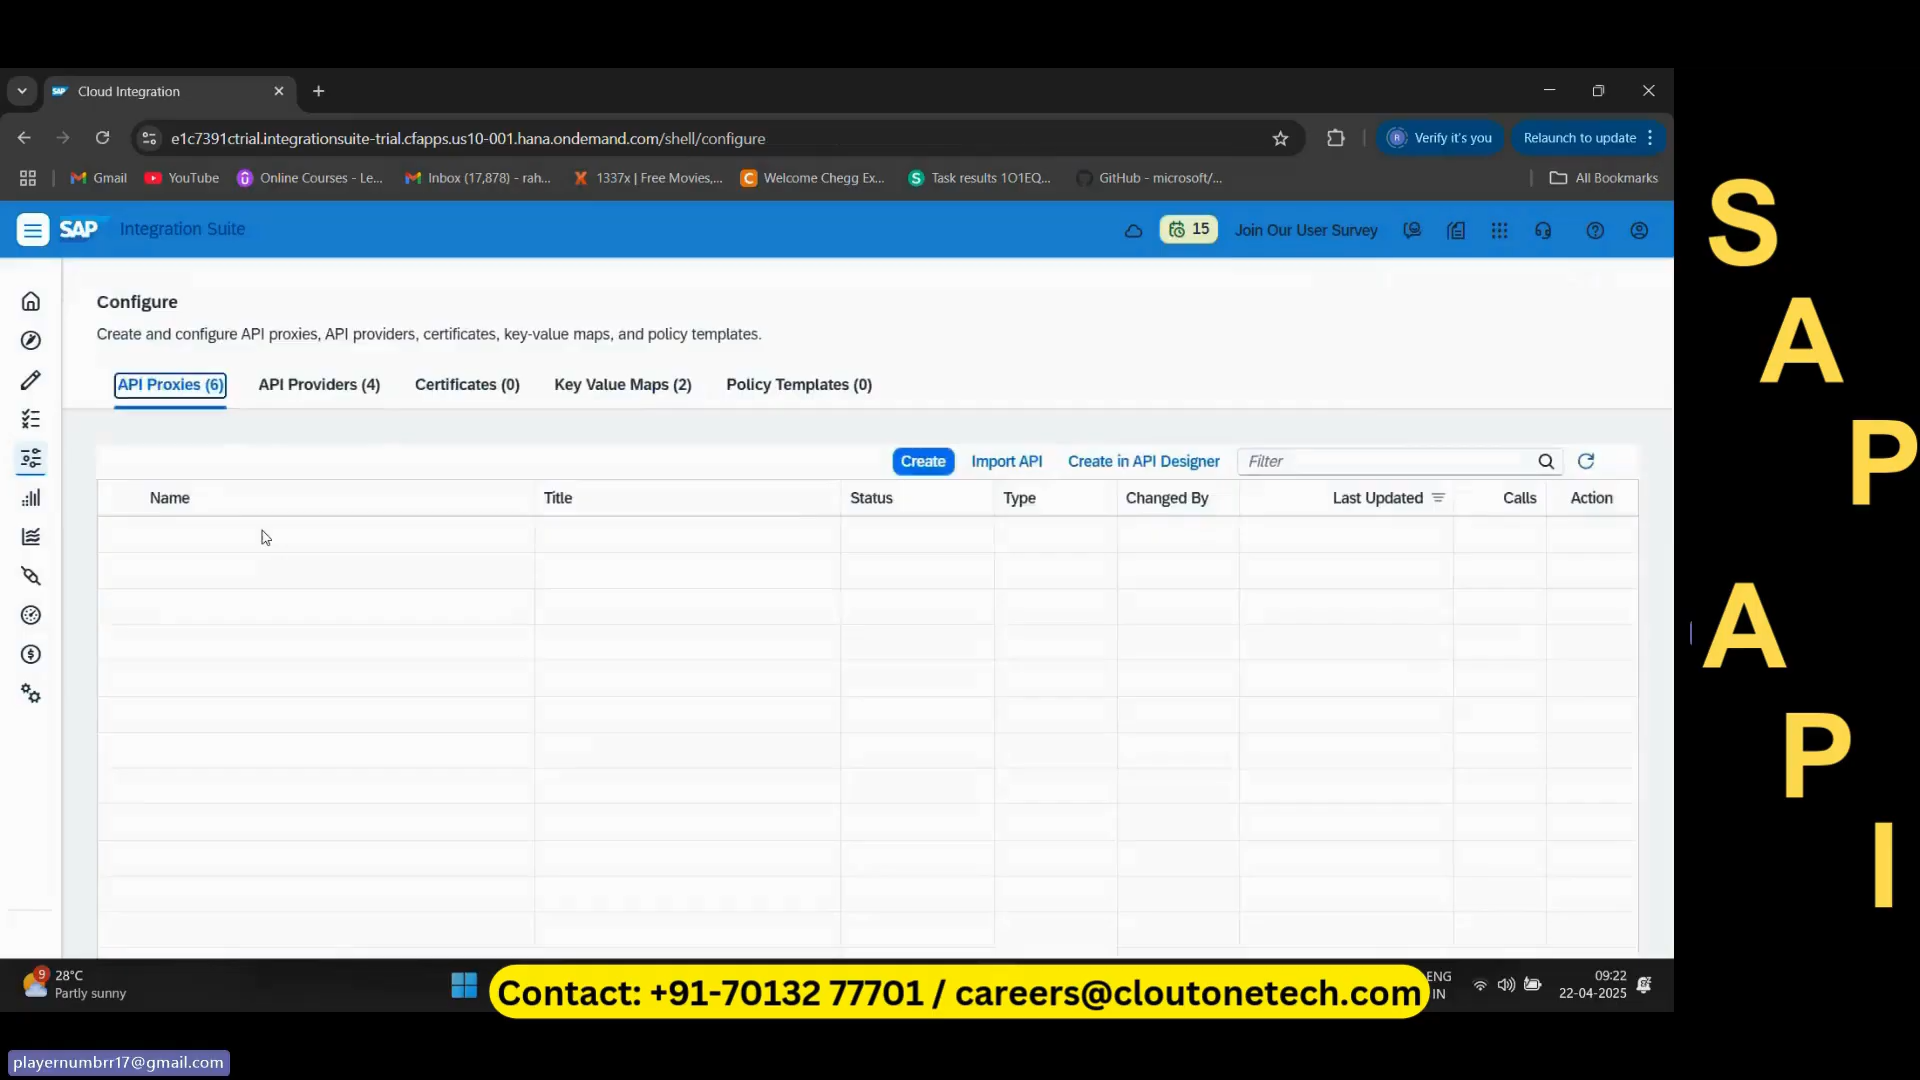 Cloud Integration
e1c7391ctrial.integrationsuite-trial.cfapps.us10-001.hana.ondemand.com/shell/configure
Verify it's you
Relaunch to update
Gmail
YouTube
Online Courses - Le...
Inbox (17,878) - rah...
1337x | Free Movies,...
Welcome Chegg Ex...
Task results 1O1EQ...
GitHub - microsoft/...
All Bookmarks
SAP
Integration Suite
15
Join Our User Survey
Configure
Create and configure API proxies, API providers, certificates, key-value maps, and policy templates.
API Proxies (6)
API Providers (4)
Certificates (0)
Key Value Maps (2)
Policy Templates (0)
Create
Import API
Create in API Designer
Filter
Name
Title
Status
Type
Changed By
Last Updated
Calls
Action
S
A
P
A
P
I
9
28°C
Partly sunny
Contact: +91-70132 77701 / careers@cloutonetech.com
ENG
IN
09:22
22-04-2025
playernumbrr17@gmail.com